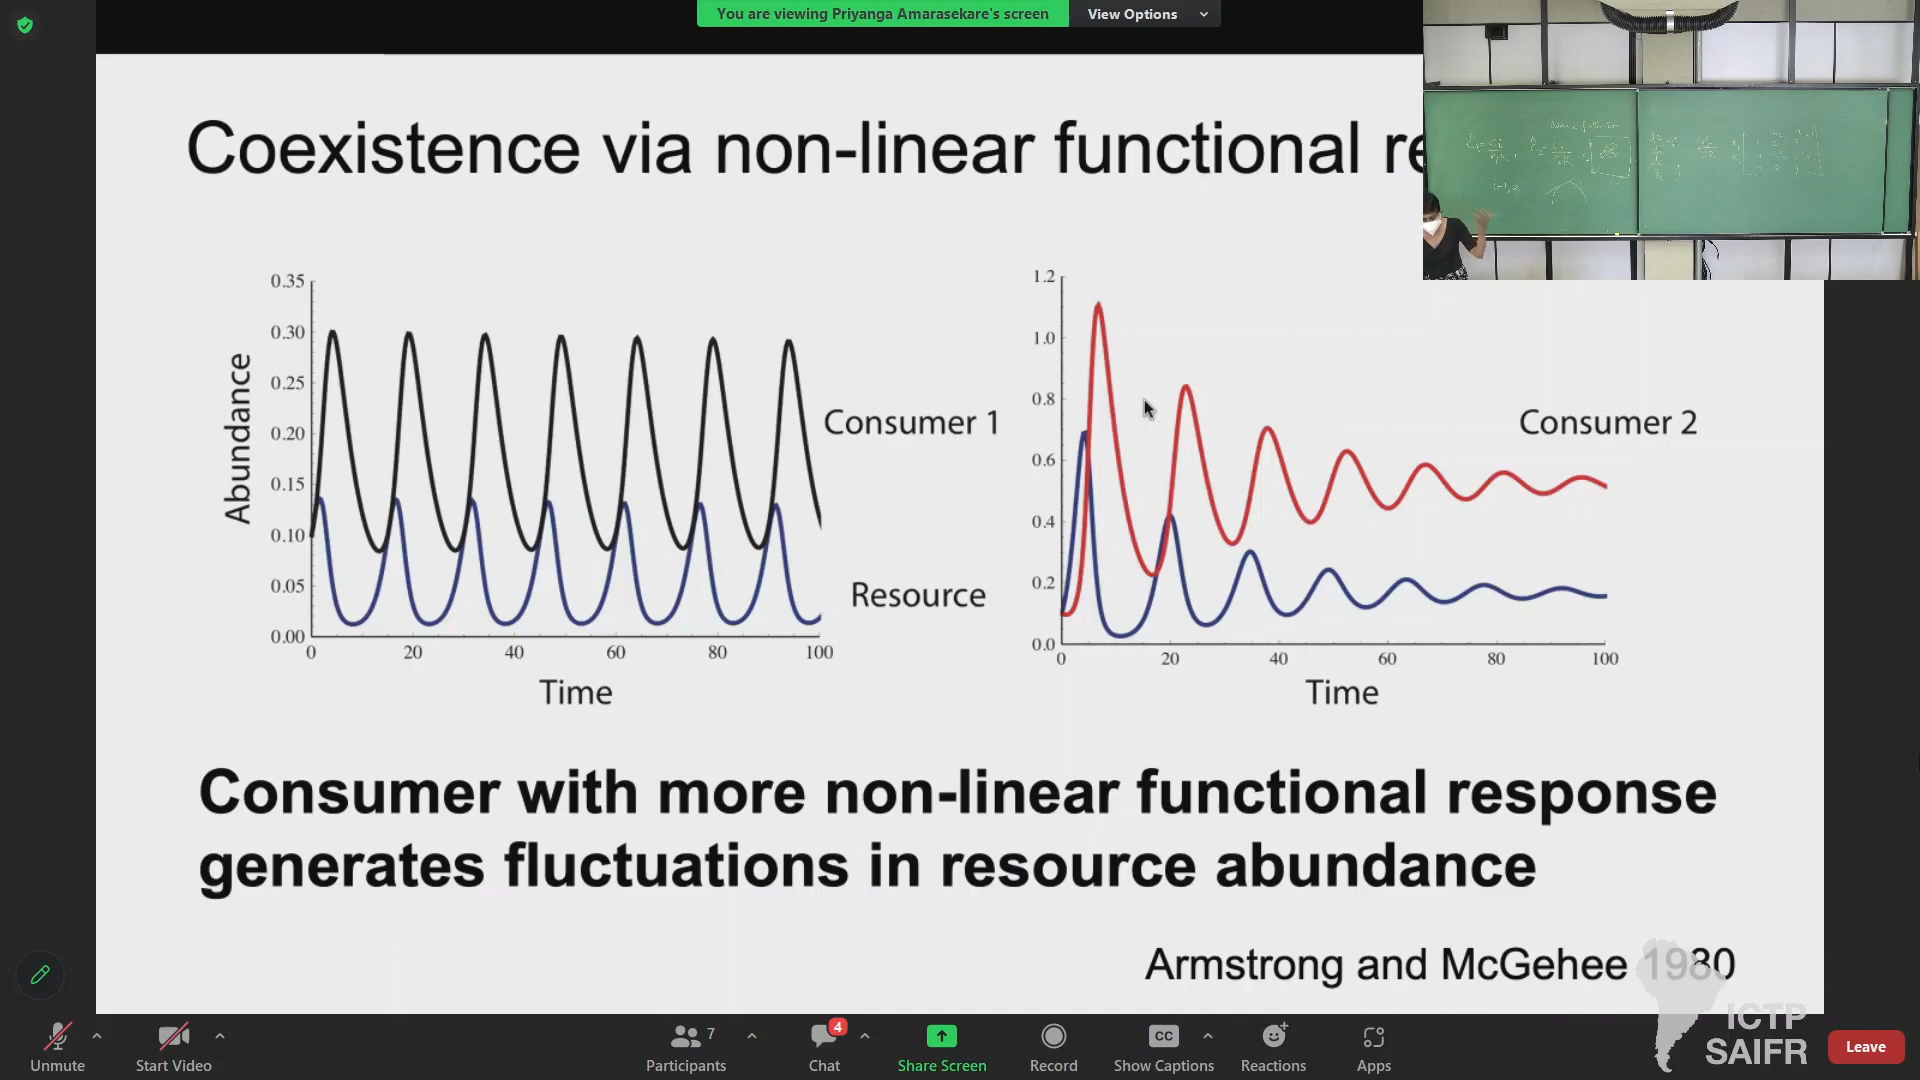 You are viewing Priyanga Amarasekare's screen
View Options
Coexistence via non-linear functional re
0.35
0.30
0.25
0.20
0.15
0.10
0.05
0.00
Abundance
0
20
40
60
80
100
Time
Consumer 1
Resource
1.2
1.0
0.8
0.6
0.4
0.2
0.0
0
20
40
60
80
100
Time
Consumer 2
Consumer with more non-linear functional response
generates fluctuations in resource abundance
Armstrong and McGehee 1980
ICTP
SAIFR
Unmute
Start Video
7
Participants
4
Chat
Share Screen
Record
CC
Show Captions
Reactions
Apps
Leave